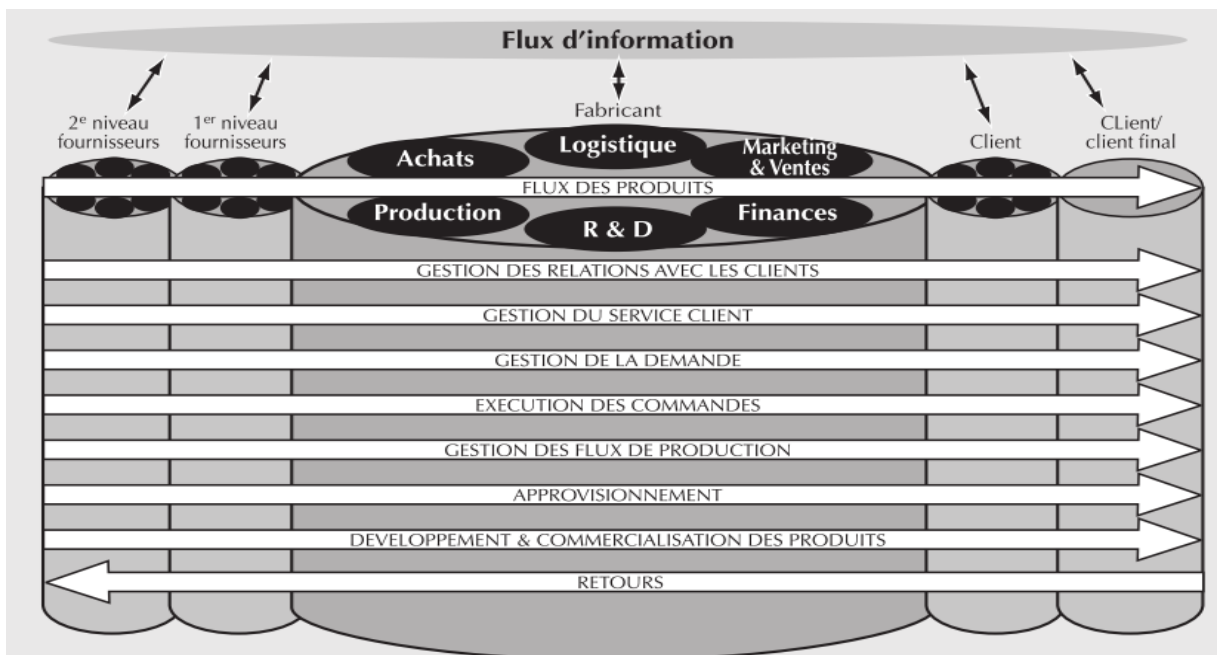 Flux d'information
2e niveau
fournisseurs
1er niveau
fournisseurs
Fabricant
Client
CLient/
client final
Achats
Logistique
Marketing
& Ventes
FLUX DES PRODUITS
Production
R & D
Finances
GESTION DES RELATIONS AVEC LES CLIENTS
GESTION DU SERVICE CLIENT
GESTION DE LA DEMANDE
EXECUTION DES COMMANDES
GESTION DES FLUX DE PRODUCTION
APPROVISIONNEMENT
DEVELOPPEMENT & COMMERCIALISATION DES PRODUITS
RETOURS